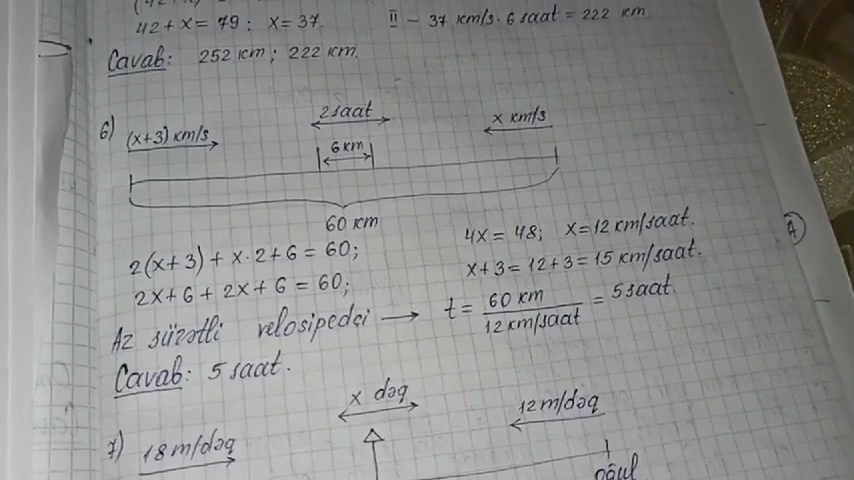 42 + x = 79 ; x = 37. II – 37 km/s · 6 saat = 222 km.
Cavab: 252 km ; 222 km.
6) (x+3) km/s 2 saat x km/s
6 km
60 km
2(x+3) + x·2 + 6 = 60;
2x + 6 + 2x + 6 = 60;
4x = 48; x = 12 km/saat.
x + 3 = 12 + 3 = 15 km/saat.
Az sürətli velosipedçi → t = 60 km / 12 km/saat = 5 saat.
Cavab: 5 saat.
7) 18 m/dəq x dəq 12 m/dəq
oğul